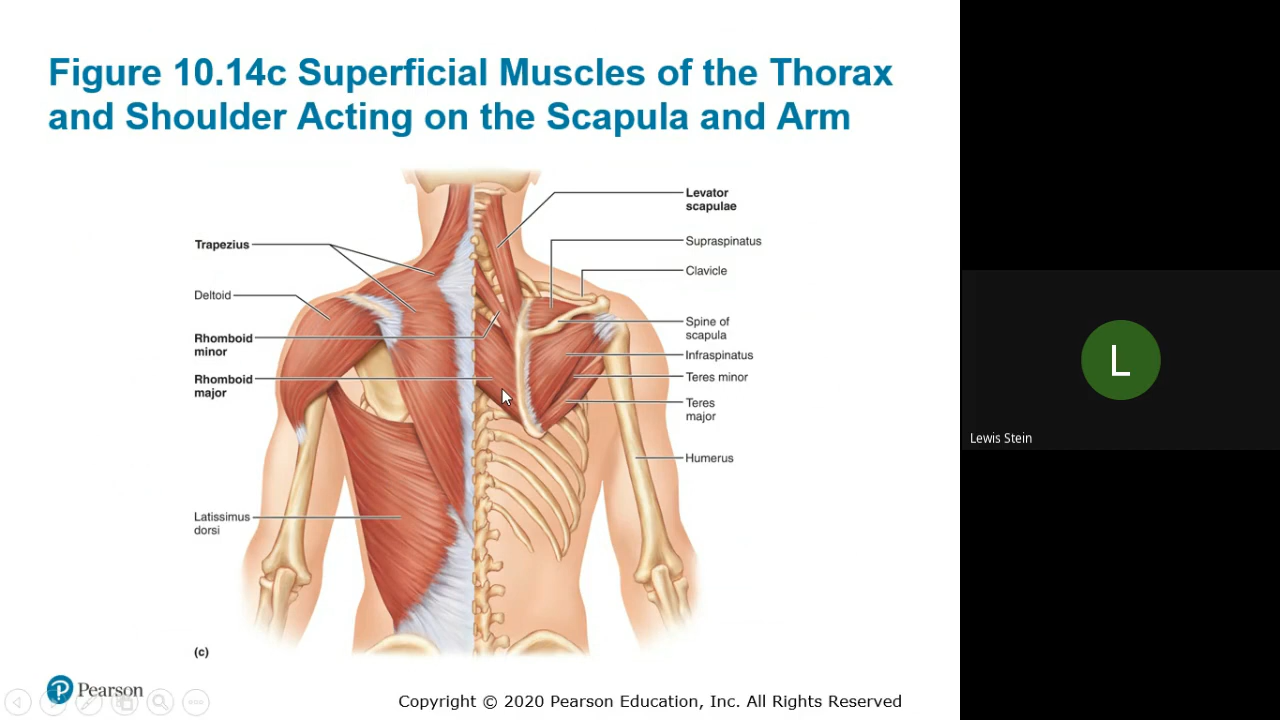 Figure 10.14c Superficial Muscles of the Thorax
and Shoulder Acting on the Scapula and Arm
Trapezius
Deltoid
Rhomboid
minor
Rhomboid
major
Latissimus
dorsi
Levator
scapulae
Supraspinatus
Clavicle
Spine of
scapula
Infraspinatus
Teres minor
Teres
major
Humerus
(c)
P Pearson
Copyright © 2020 Pearson Education, Inc. All Rights Reserved
L
Lewis Stein